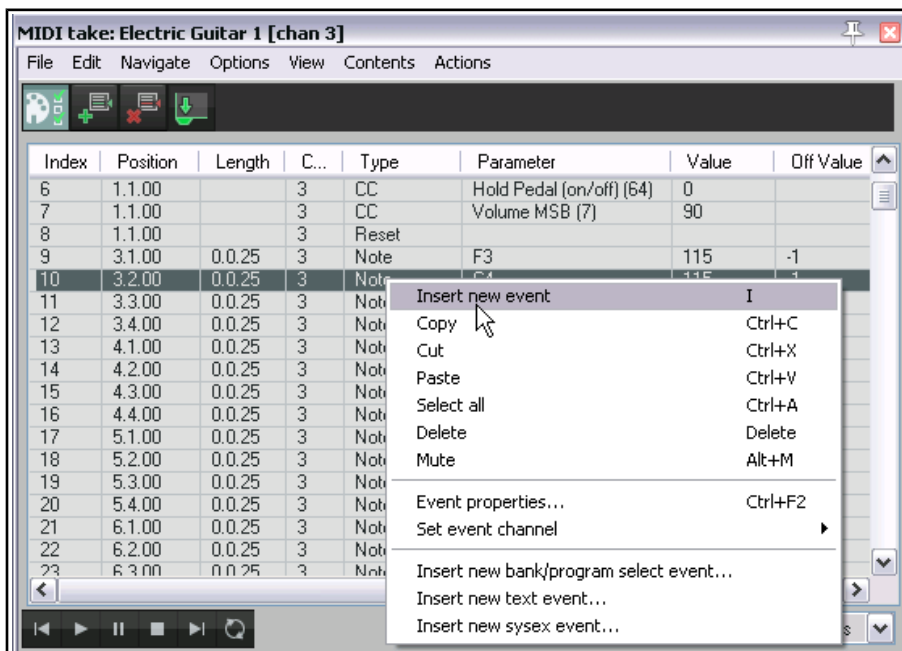 MIDI take: Electric Guitar 1 [chan 3]
File Edit Navigate Options View Contents Actions
Index Position Length C... Type Parameter Value Off Value
6 1.1.00 3 CC Hold Pedal (on/off) (64) 0
7 1.1.00 3 CC Volume MSB (7) 90
8 1.1.00 3 Reset
9 3.1.00 0.0.25 3 Note F3 115 -1
10 3.2.00 0.0.25 3
Insert new event I
11 3.3.00 0.0.25 3
12 3.4.00 0.0.25 3
Copy Ctrl+C
13 4.1.00 0.0.25 3
Cut Ctrl+X
14 4.2.00 0.0.25 3
Paste Ctrl+V
15 4.3.00 0.0.25 3
Select all Ctrl+A
16 4.4.00 0.0.25 3
17 5.1.00 0.0.25 3
Delete Delete
18 5.2.00 0.0.25 3
Mute Alt+M
19 5.3.00 0.0.25 3
20 5.4.00 0.0.25 3
Event properties... Ctrl+F2
21 6.1.00 0.0.25 3
Set event channel
22 6.2.00 0.0.25 3
23 6.3.00 0.0.25 3
Insert new bank/program select event...
Insert new text event...
Insert new sysex event...